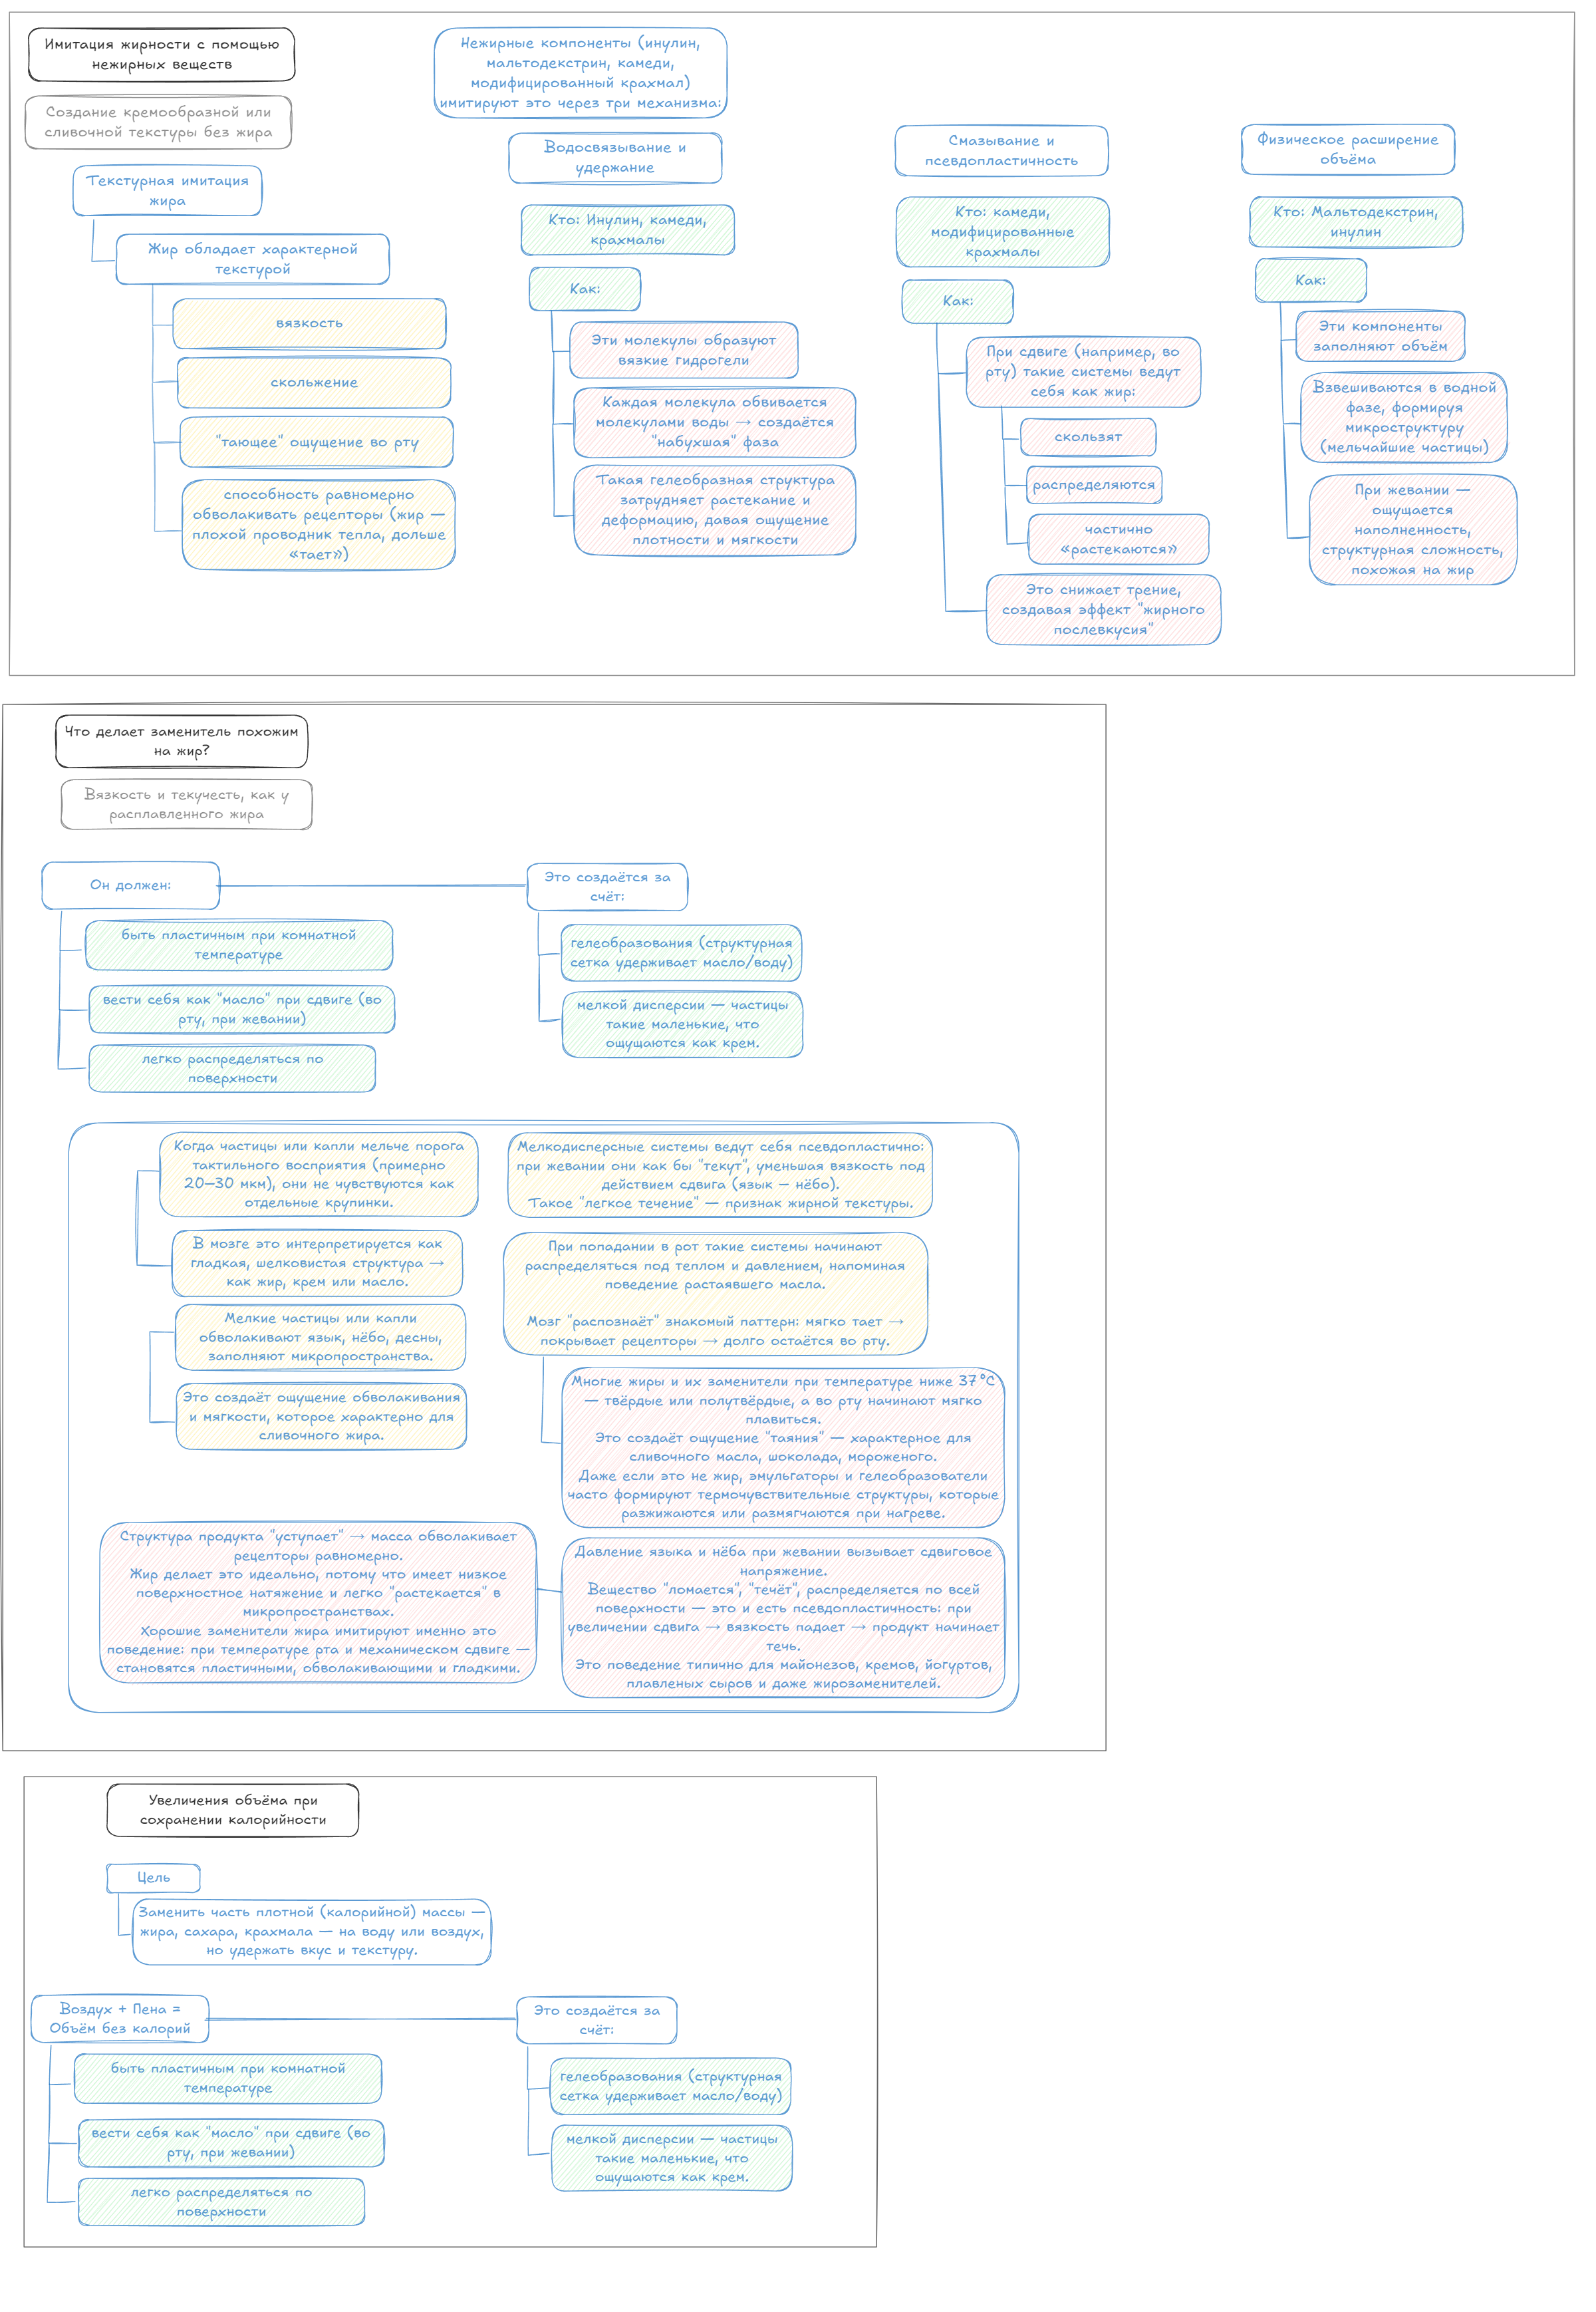 Имитация жирности с помощью
нежирных веществ
Создание кремообразной или
сливочной текстуры без жира
Текстурная имитация
жира
Жир обладает характерной
текстурой
вязкость
скольжение
"тающее" ощущение во рту
способность равномерно
обволакивать рецепторы (жир —
плохой проводник тепла, дольше
«тает»)
Нежирные компоненты (инулин,
мальтодекстрин, камеди,
модифицированный крахмал)
имитируют это через три механизма:
Водосвязывание и
удержание
Кто: Инулин, камеди,
крахмалы
Как:
Эти молекулы образуют
вязкие гидрогели
Каждая молекула обвивается
молекулами воды → создаётся
"набухшая" фаза
Такая гелеобразная структура
затрудняет растекание и
деформацию, давая ощущение
плотности и мягкости
Смазывание и
псевдопластичность
Кто: камеди,
модифицированные
крахмалы
Как:
При сдвиге (например, во
рту) такие системы ведут
себя как жир:
скользят
распределяются
частично
«растекаются»
Это снижает трение,
создавая эффект "жирного
послевкусия"
Физическое расширение
объёма
Кто: Мальтодекстрин,
инулин
Как:
Эти компоненты
заполняют объём
Взвешиваются в водной
фазе, формируя
микроструктуру
(мельчайшие частицы)
При жевании —
ощущается
наполненность,
структурная сложность,
похожая на жир
Что делает заменитель похожим
на жир?
Вязкость и текучесть, как у
расплавленного жира
Он должен:
быть пластичным при комнатной
температуре
вести себя как "масло" при сдвиге (во
рту, при жевании)
легко распределяться по
поверхности
Это создаётся за
счёт:
гелеобразования (структурная
сетка удерживает масло/воду)
мелкой дисперсии — частицы
такие маленькие, что
ощущаются как крем.
Когда частицы или капли мельче порога
тактильного восприятия (примерно
20–30 мкм), они не чувствуются как
отдельные крупинки.
В мозге это интерпретируется как
гладкая, шелковистая структура →
как жир, крем или масло.
Мелкие частицы или капли
обволакивают язык, нёбо, десны,
заполняют микропространства.
Это создаёт ощущение обволакивания
и мягкости, которое характерно для
сливочного жира.
Мелкодисперсные системы ведут себя псевдопластично:
при жевании они как бы "текут", уменьшая вязкость под
действием сдвига (язык – нёбо).
Такое "легкое течение" — признак жирной текстуры.
При попадании в рот такие системы начинают
распределяться под теплом и давлением, напоминая
поведение растаявшего масла.
Мозг "распознаёт" знакомый паттерн: мягко тает →
покрывает рецепторы → долго остаётся во рту.
Многие жиры и их заменители при температуре ниже 37 °C
— твёрдые или полутвёрдые, а во рту начинают мягко
плавиться.
Это создаёт ощущение "таяния" — характерное для
сливочного масла, шоколада, мороженого.
Даже если это не жир, эмульгаторы и гелеобразователи
часто формируют термочувствительные структуры, которые
разжижаются или размягчаются при нагреве.
Структура продукта "уступает" → масса обволакивает
рецепторы равномерно.
Жир делает это идеально, потому что имеет низкое
поверхностное натяжение и легко "растекается" в
микропространствах.
Хорошие заменители жира имитируют именно это
поведение: при температуре рта и механическом сдвиге —
становятся пластичными, обволакивающими и гладкими.
Давление языка и нёба при жевании вызывает сдвиговое
напряжение.
Вещество "ломается", "течёт", распределяется по всей
поверхности — это и есть псевдопластичность: при
увеличении сдвига → вязкость падает → продукт начинает
течь.
Это поведение типично для майонезов, кремов, йогуртов,
плавленых сыров и даже жирозаменителей.
Увеличения объёма при
сохранении калорийности
Цель
Заменить часть плотной (калорийной) массы —
жира, сахара, крахмала — на воду или воздух,
но удержать вкус и текстуру.
Воздух + Пена =
Объём без калорий
быть пластичным при комнатной
температуре
вести себя как "масло" при сдвиге (во
рту, при жевании)
легко распределяться по
поверхности
Это создаётся за
счёт:
гелеобразования (структурная
сетка удерживает масло/воду)
мелкой дисперсии — частицы
такие маленькие, что
ощущаются как крем.